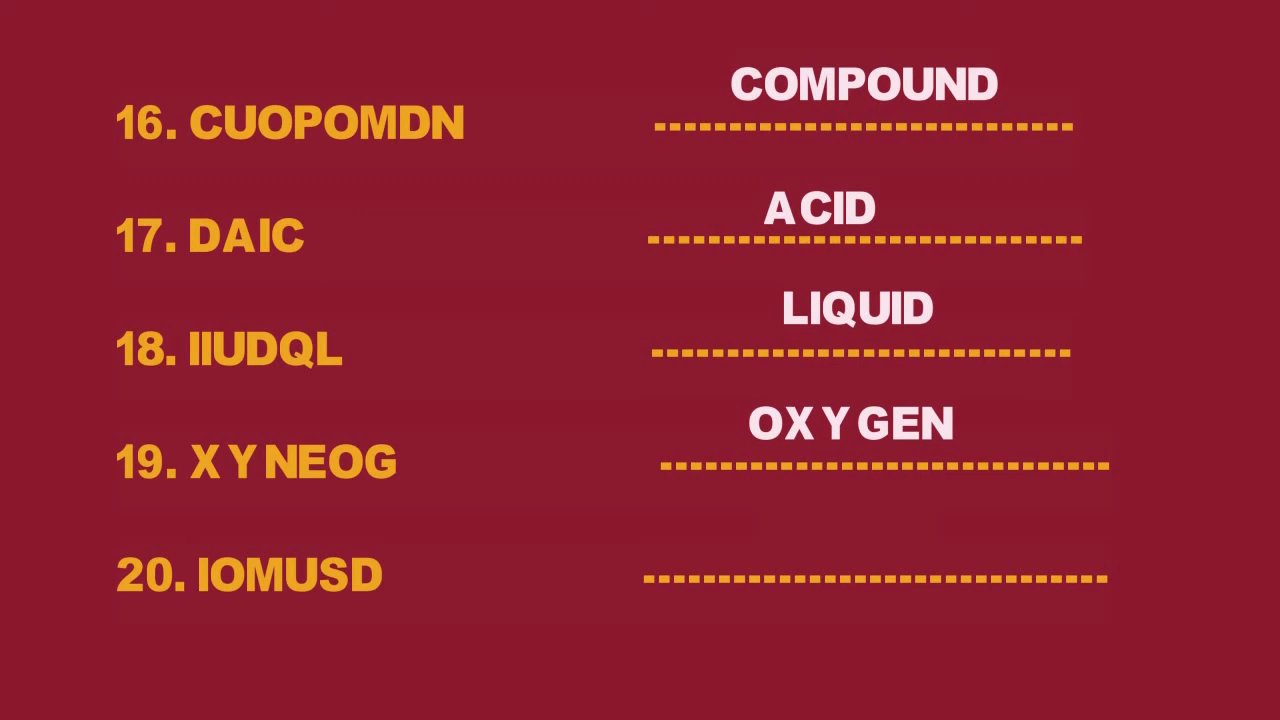 COMPOUND
16. CUOPOMDN
ACID
17. DAIC
LIQUID
18. IIUDQL
OXYGEN
19. XYNEOG
20. IOMUSD